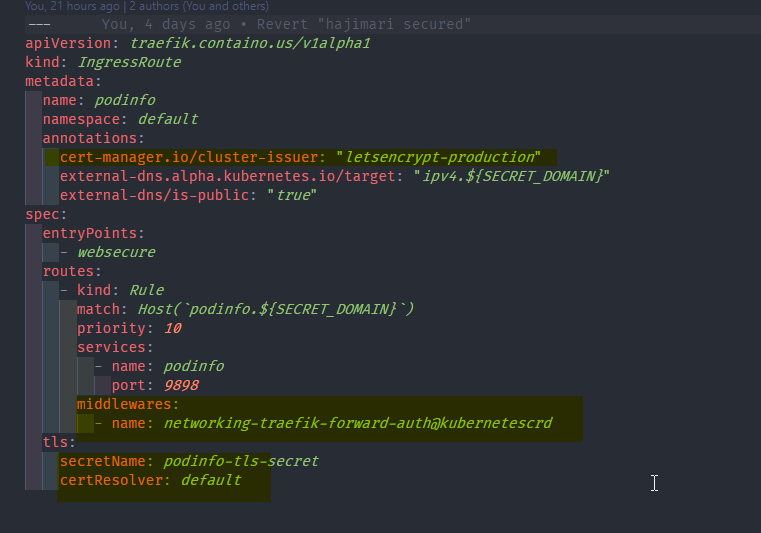 You, 21 hours ago | 2 authors (You and others)
--- You, 4 days ago • Revert "hajimari secured"
apiVersion: traefik.containo.us/v1alpha1
kind: IngressRoute
metadata:
  name: podinfo
  namespace: default
  annotations:
    cert-manager.io/cluster-issuer: "letsencrypt-production"
    external-dns.alpha.kubernetes.io/target: "ipv4.${SECRET_DOMAIN}"
    external-dns/is-public: "true"
spec:
  entryPoints:
    - websecure
  routes:
    - kind: Rule
      match: Host(`podinfo.${SECRET_DOMAIN}`)
      priority: 10
      services:
        - name: podinfo
          port: 9898
      middlewares:
        - name: networking-traefik-forward-auth@kubernetescrd
  tls:
    secretName: podinfo-tls-secret
    certResolver: default